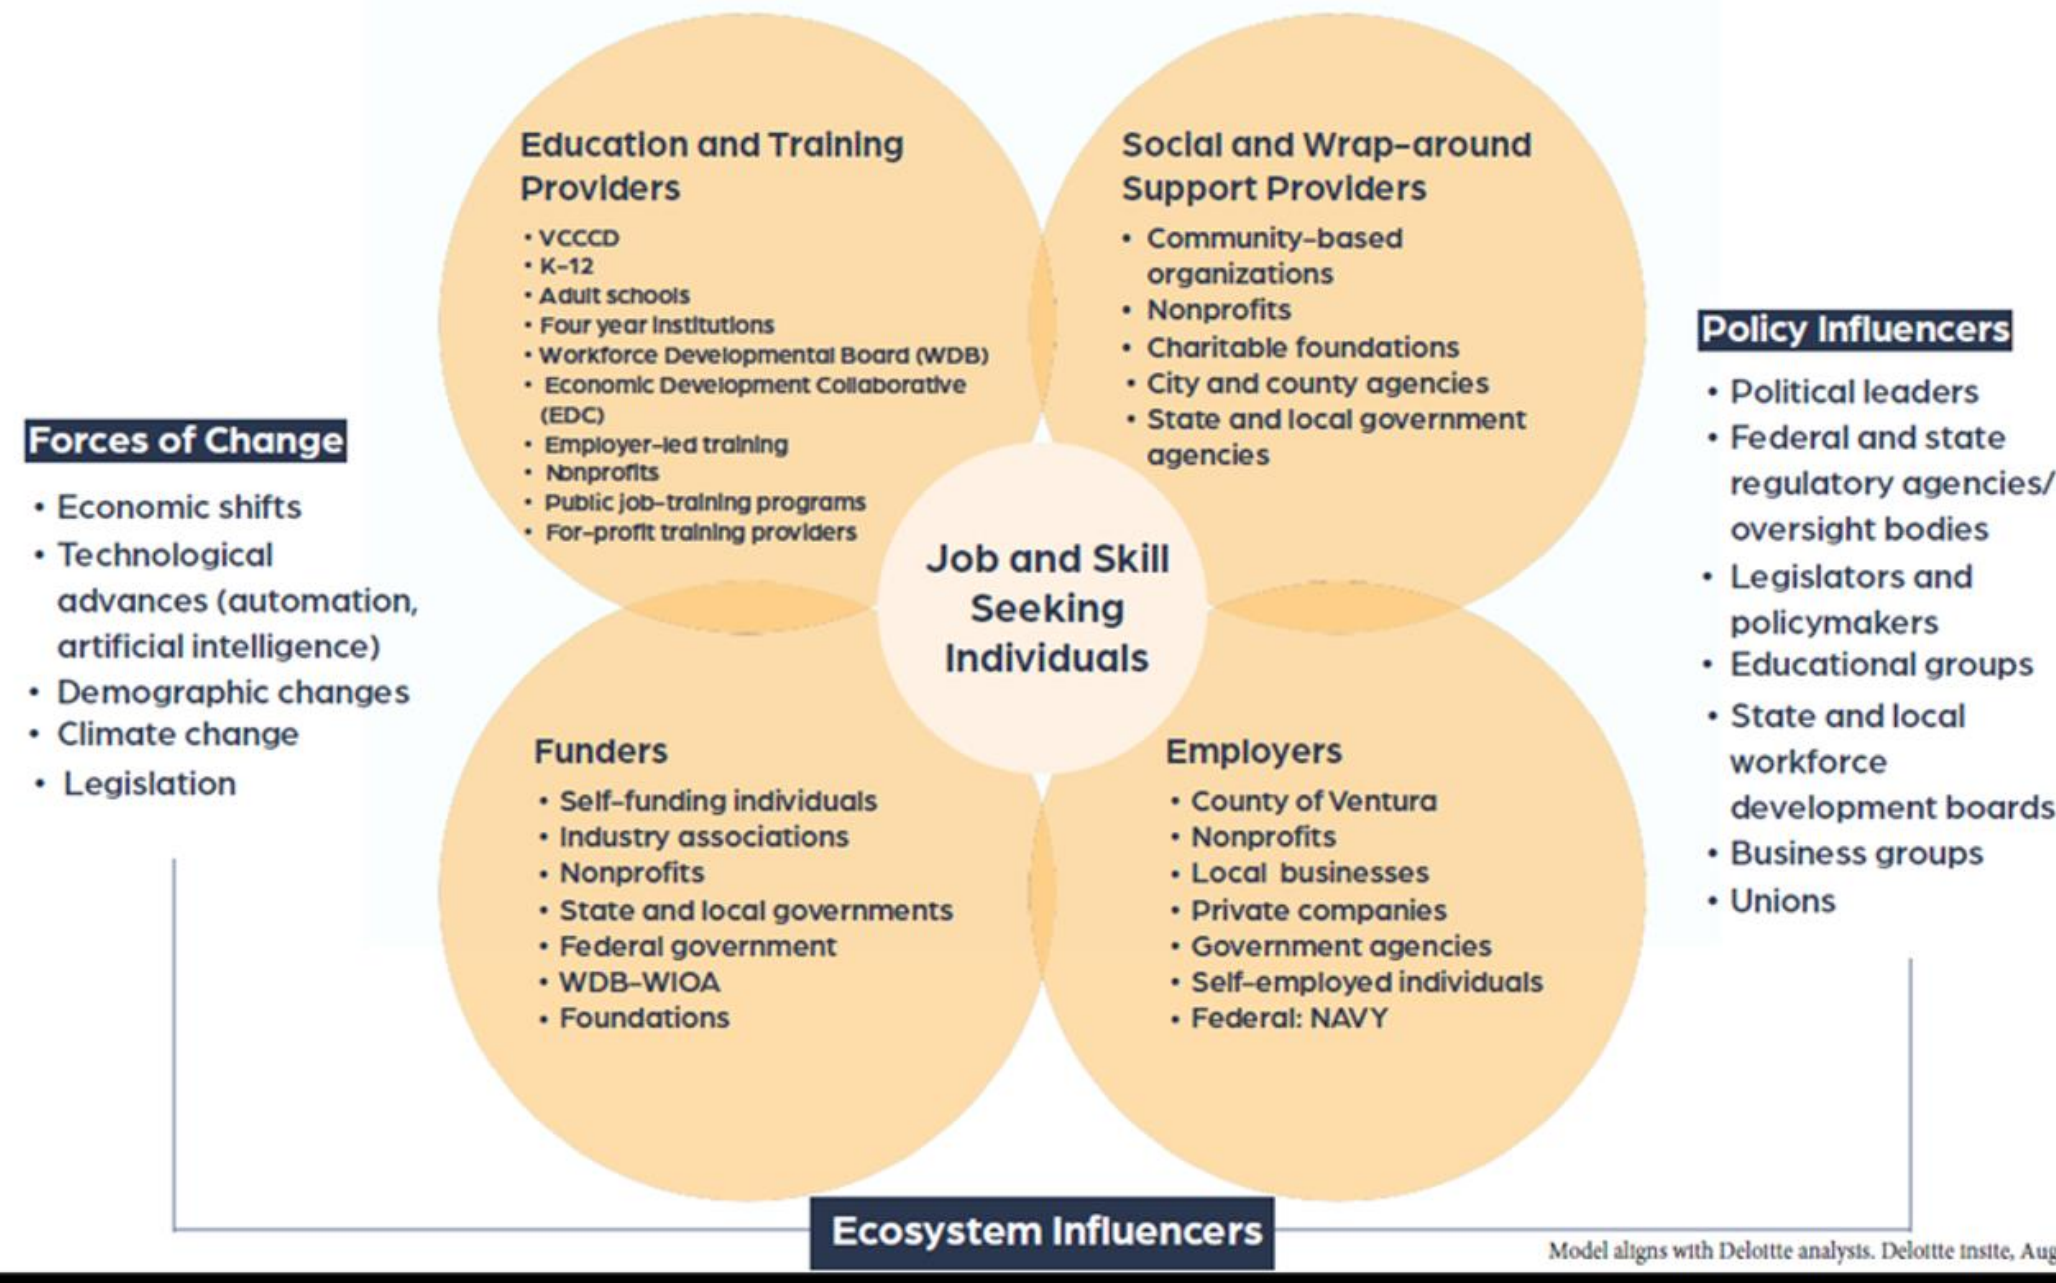 Education and Training
Providers
• VCCCD
• K-12
• Adult schools
• Four year Institutions
• Workforce Developmental Board (WDB)
• Economic Development Collaborative
(EDC)
• Employer-led training
• Nonprofits
• Public job-training programs
• For-profit training providers
Social and Wrap-around
Support Providers
• Community-based
organizations
• Nonprofits
• Charitable foundations
• City and county agencies
• State and local government
agencies
Forces of Change
• Economic shifts
• Technological
advances (automation,
artificial intelligence)
• Demographic changes
• Climate change
• Legislation
Job and Skill
Seeking
Individuals
Policy Influencers
• Political leaders
• Federal and state
regulatory agencies/
oversight bodies
• Legislators and
policymakers
• Educational groups
• State and local
workforce
development boards
• Business groups
• Unions
Funders
• Self-funding individuals
• Industry associations
• Nonprofits
• State and local governments
• Federal government
• WDB-WIOA
• Foundations
Employers
• County of Ventura
• Nonprofits
• Local businesses
• Private companies
• Government agencies
• Self-employed individuals
• Federal: NAVY
Ecosystem Influencers
Model aligns with Deloitte analysis. Deloitte insite, Aug